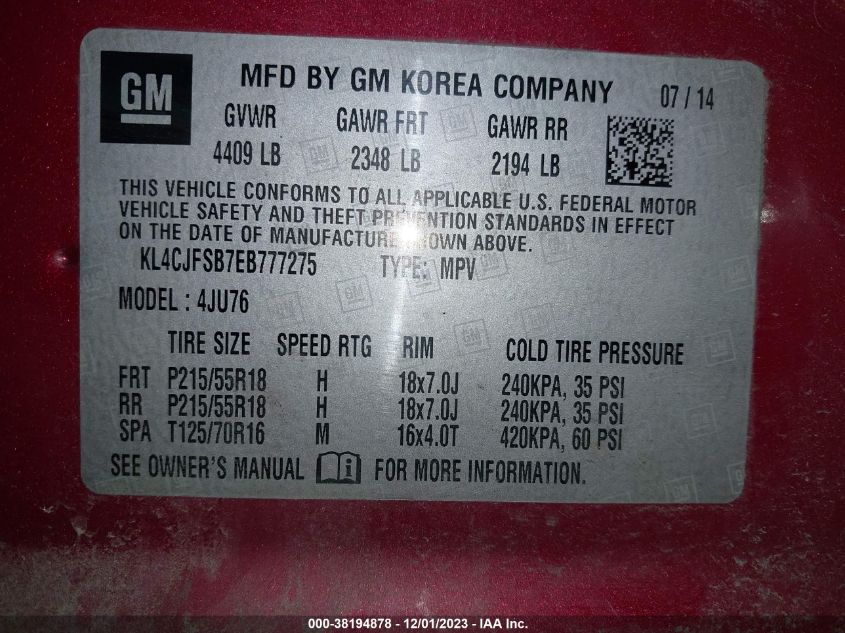 GM
MFD BY GM KOREA COMPANY 07 / 14
GVWR GAWR FRT GAWR RR
4409 LB 2348 LB 2194 LB
THIS VEHICLE CONFORMS TO ALL APPLICABLE U.S. FEDERAL MOTOR
VEHICLE SAFETY AND THEFT PREVENTION STANDARDS IN EFFECT
ON THE DATE OF MANUFACTURE SHOWN ABOVE.
KL4CJFSB7EB777275 TYPE: MPV
MODEL : 4JU76
TIRE SIZE SPEED RTG RIM COLD TIRE PRESSURE
FRT P215/55R18 H 18x7.0J 240KPA, 35 PSI
RR P215/55R18 H 18x7.0J 240KPA, 35 PSI
SPA T125/70R16 M 16x4.0T 420KPA, 60 PSI
SEE OWNER'S MANUAL FOR MORE INFORMATION.
000-38194878 - 12/01/2023 - IAA Inc.